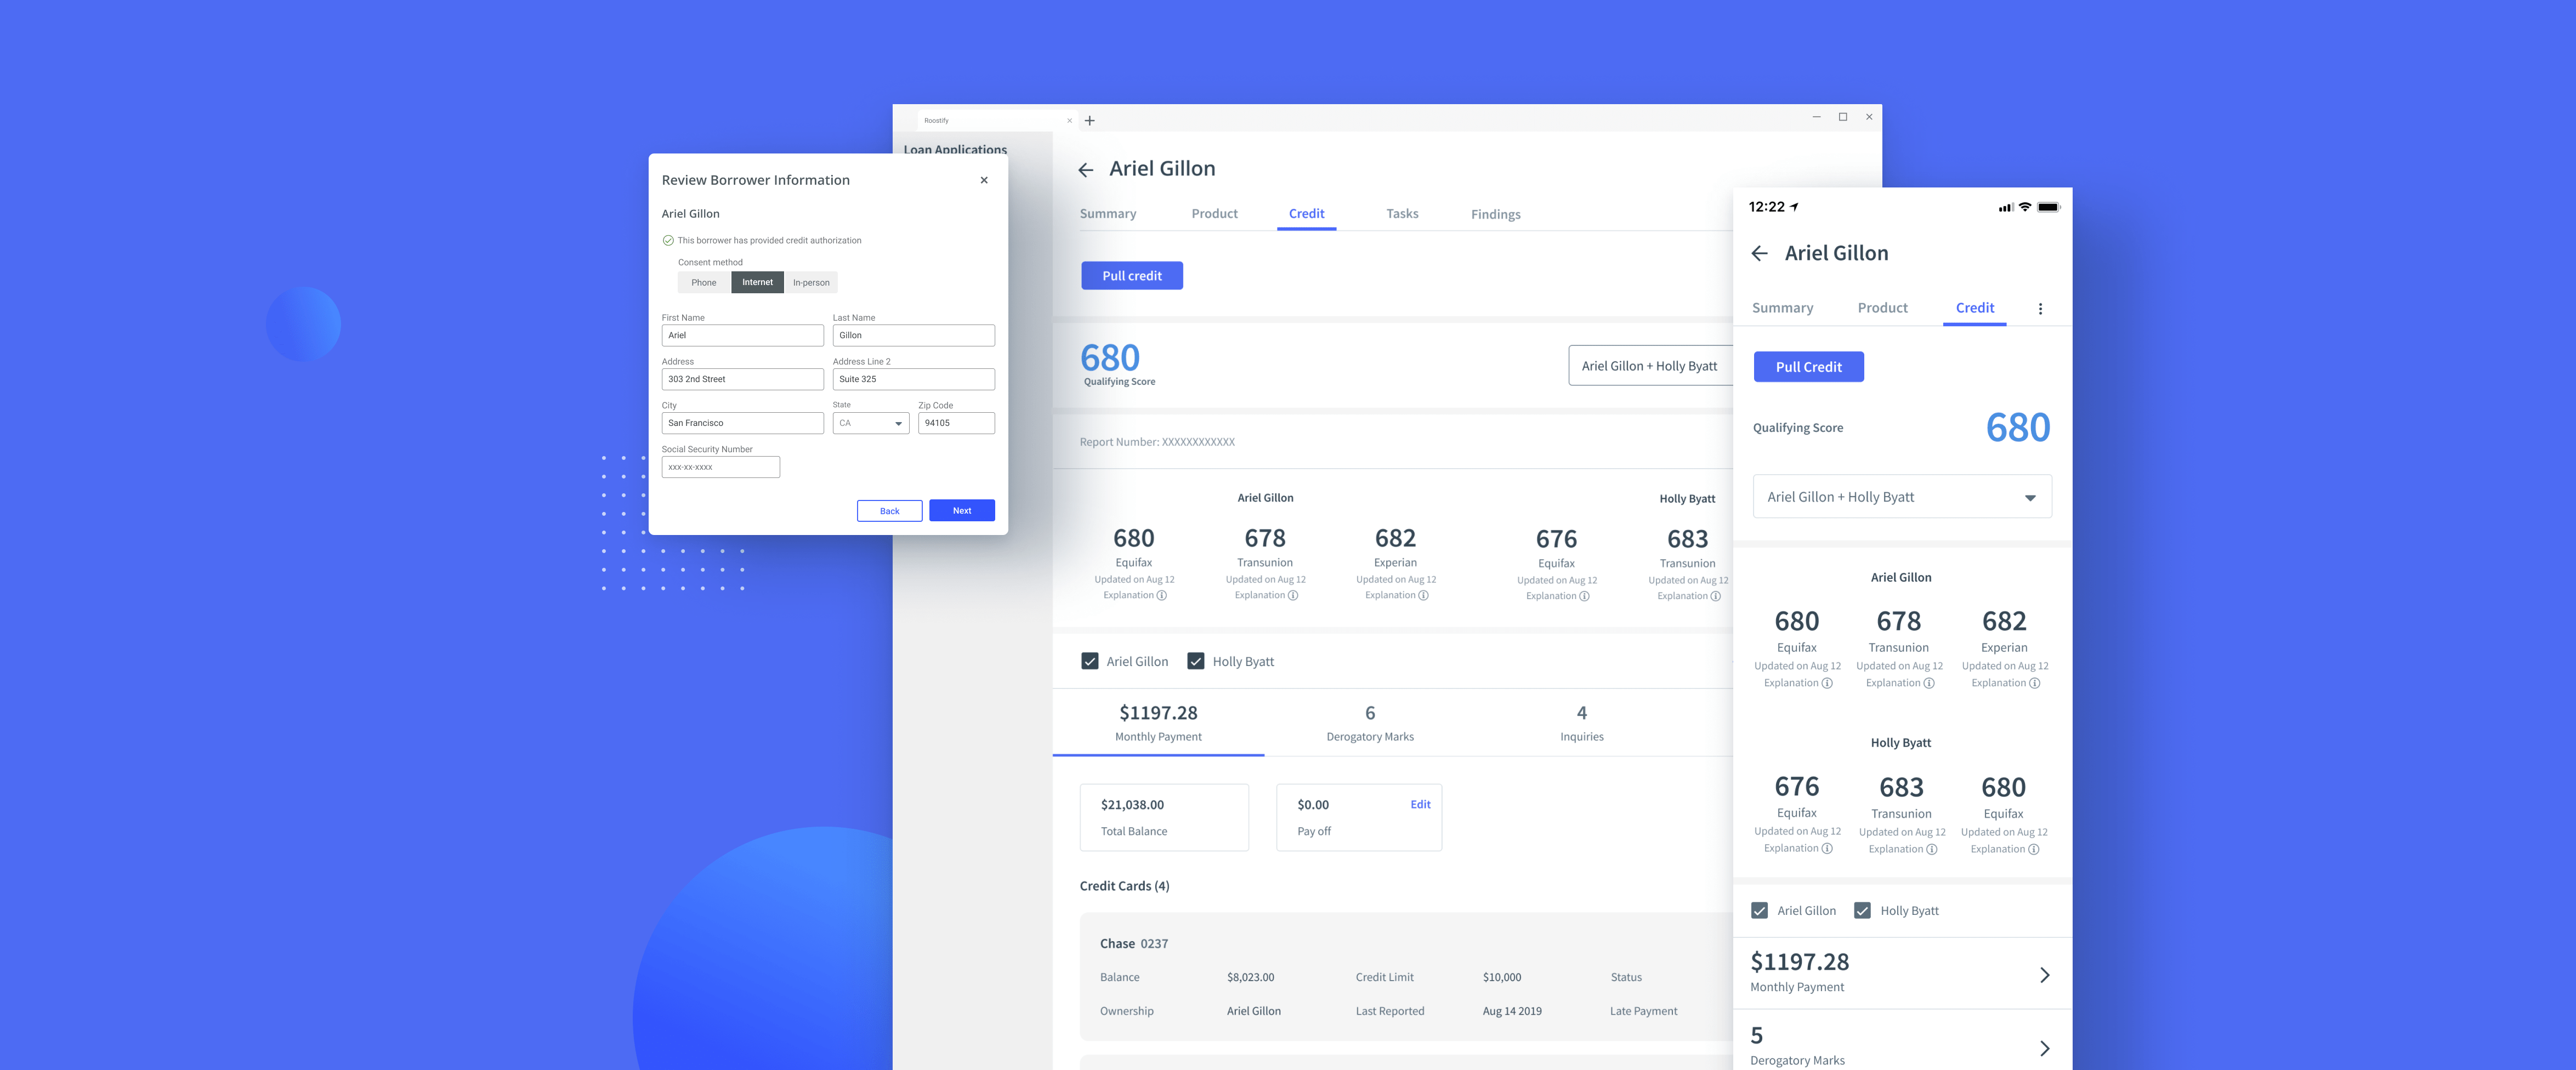 Roostify
Loan Applications
Review Borrower Information
Ariel Gillon
This borrower has provided credit authorization
Consent method
Phone Internet In-person
First Name Last Name
Ariel Gillon
Address Address Line 2
303 2nd Street Suite 325
City State Zip Code
San Francisco CA 94105
Social Security Number
xxx-xx-xxxx
Back Next
Ariel Gillon
Summary Product Credit Tasks Findings
Pull credit
680
Qualifying Score
Ariel Gillon + Holly Byatt
Report Number: XXXXXXXXXXXX
Ariel Gillon Holly Byatt
680 678 682 676 683
Equifax Transunion Experian Equifax Transunion
Updated on Aug 12 Updated on Aug 12 Updated on Aug 12 Updated on Aug 12 Updated on Aug 12
Explanation Explanation Explanation Explanation Explanation
Ariel Gillon Holly Byatt
$1197.28 6 4
Monthly Payment Derogatory Marks Inquiries
$21,038.00 $0.00 Edit
Total Balance Pay off
Credit Cards (4)
Chase 0237
Balance $8,023.00 Credit Limit $10,000 Status
Ownership Ariel Gillon Last Reported Aug 14 2019 Late Payment
12:22
Ariel Gillon
Summary Product Credit
Pull Credit
Qualifying Score 680
Ariel Gillon + Holly Byatt
Ariel Gillon
680 678 682
Equifax Transunion Experian
Updated on Aug 12 Updated on Aug 12 Updated on Aug 12
Explanation Explanation Explanation
Holly Byatt
676 683 680
Equifax Transunion Equifax
Updated on Aug 12 Updated on Aug 12 Updated on Aug 12
Explanation Explanation Explanation
Ariel Gillon Holly Byatt
$1197.28
Monthly Payment
5
Derogatory Marks